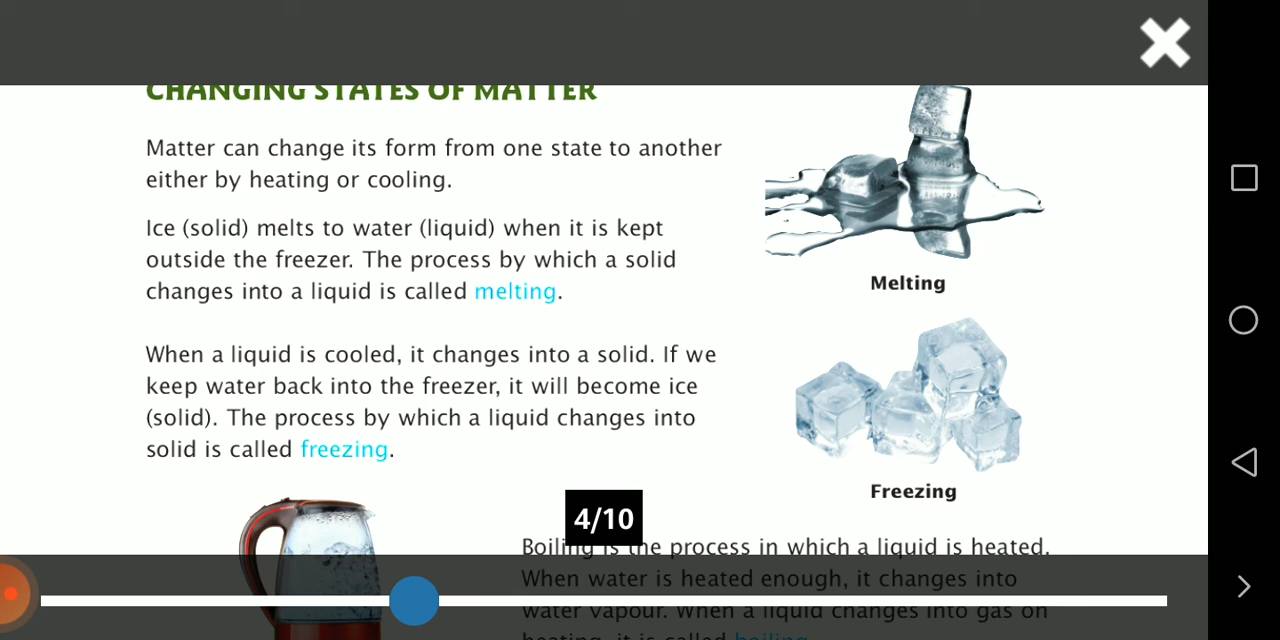 CHANGING STATES OF MATTER
Matter can change its form from one state to another
either by heating or cooling.
Ice (solid) melts to water (liquid) when it is kept
outside the freezer. The process by which a solid
changes into a liquid is called melting.
Melting
When a liquid is cooled, it changes into a solid. If we
keep water back into the freezer, it will become ice
(solid). The process by which a liquid changes into
solid is called freezing.
Freezing
4/10
Boiling is the process in which a liquid is heated.
When water is heated enough, it changes into
water vapour. When a liquid changes into gas on
heating, it is called boiling.